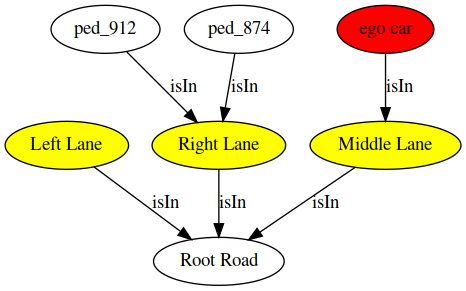 ped_912
ped_874
ego car
isIn
isIn
isIn
Left Lane
Right Lane
Middle Lane
isIn
isIn
isIn
Root Road